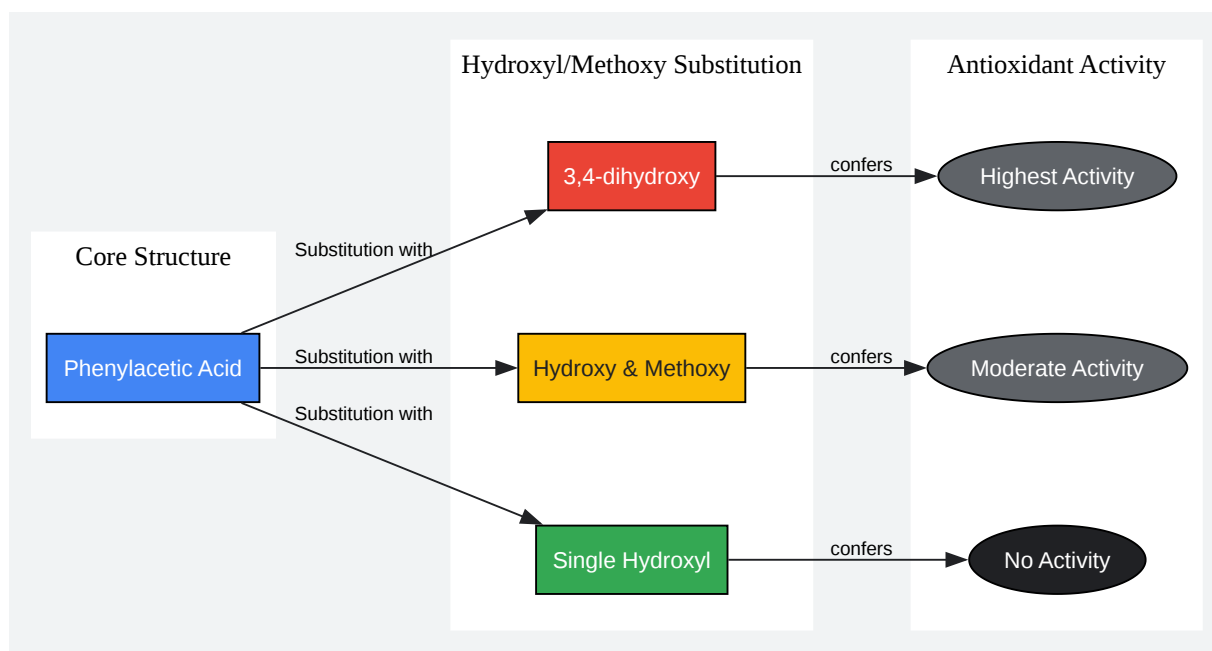 Hydroxyl/Methoxy Substitution
Antioxidant Activity
3,4-dihydroxy
confers
Highest Activity
Core Structure
Substitution with
Phenylacetic Acid
Substitution with
Hydroxy & Methoxy
confers
Moderate Activity
Substitution with
Single Hydroxyl
confers
No Activity